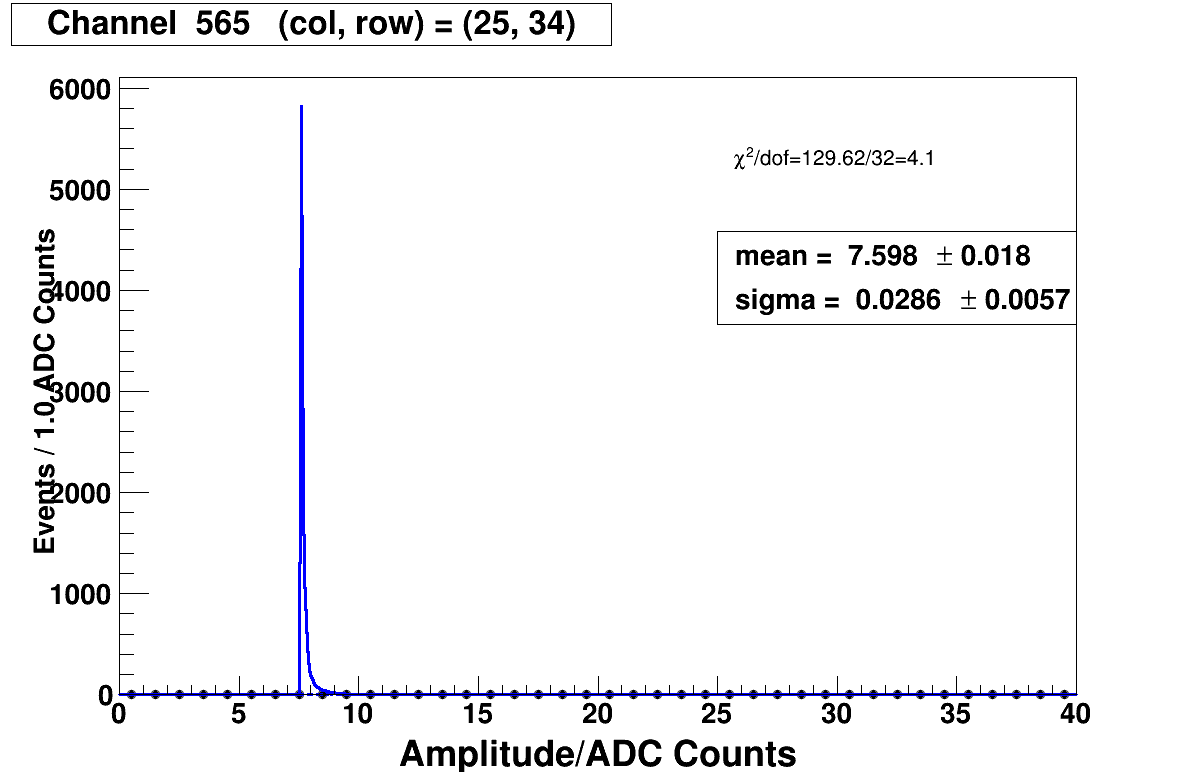 Channel 565 (col, row) = (25, 34)
6000
χ²/dof=129.62/32=4.1
5000
mean = 7.598 ± 0.018
4000
sigma = 0.0286 ± 0.0057
3000
2000
1000
0
Events / 1.0 ADC Counts
0 5 10 15 20 25 30 35 40
Amplitude/ADC Counts